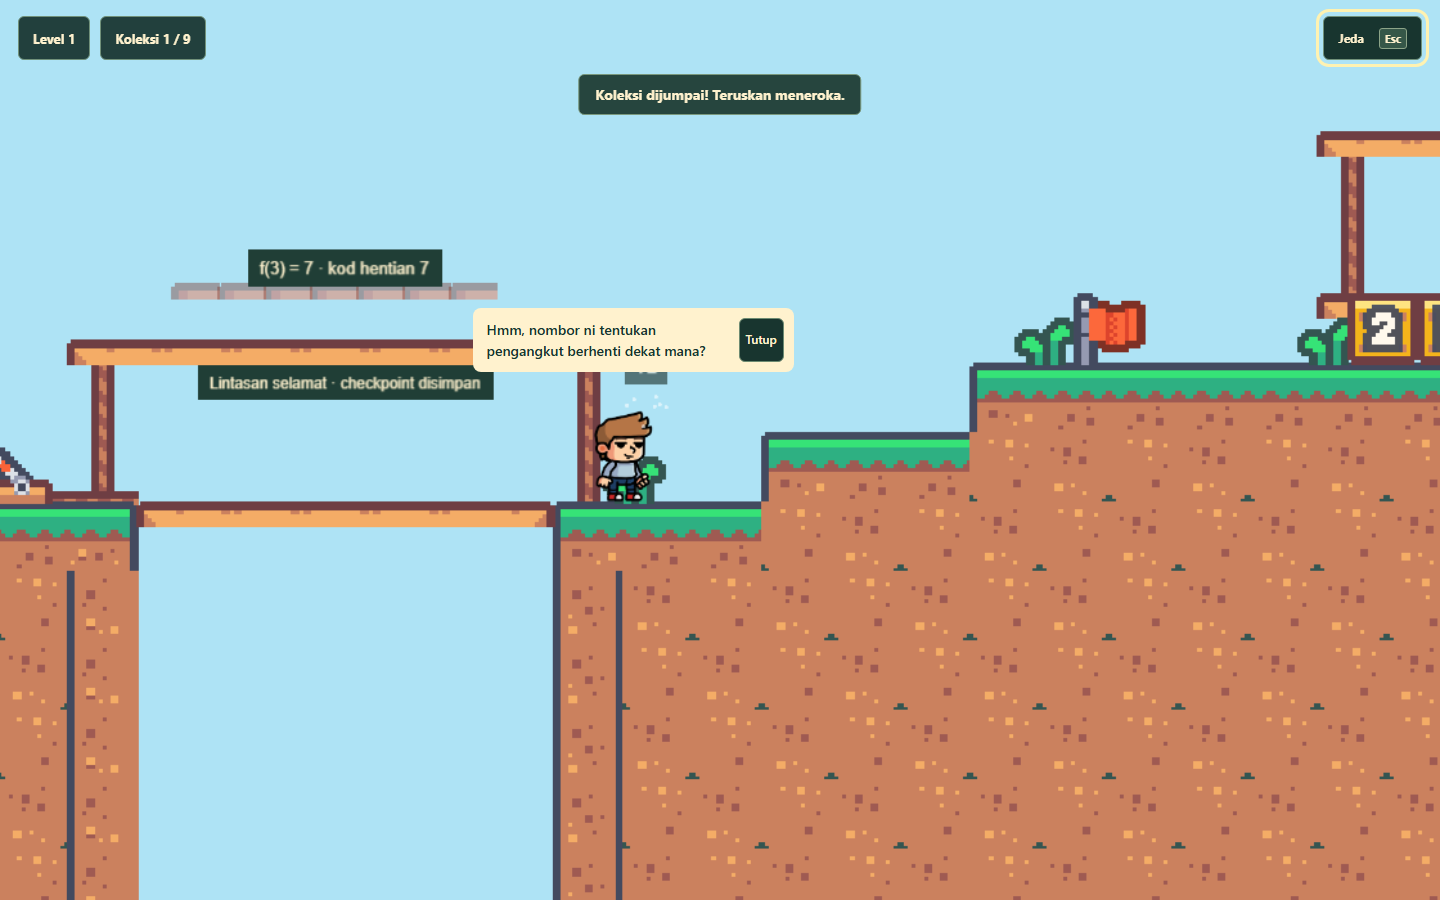 Level 1
Koleksi 1 / 9
Jeda Esc
Koleksi dijumpai! Teruskan meneroka.
f(3) = 7 · kod hentian 7
Hmm, nombor ni tentukan
pengangkut berhenti dekat mana?
Tutup
Lintasan selamat · checkpoint disimpan
2